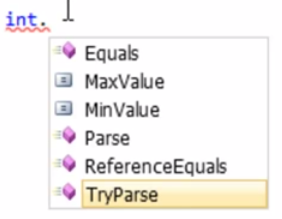 int.
Equals
MaxValue
MinValue
Parse
ReferenceEquals
TryParse